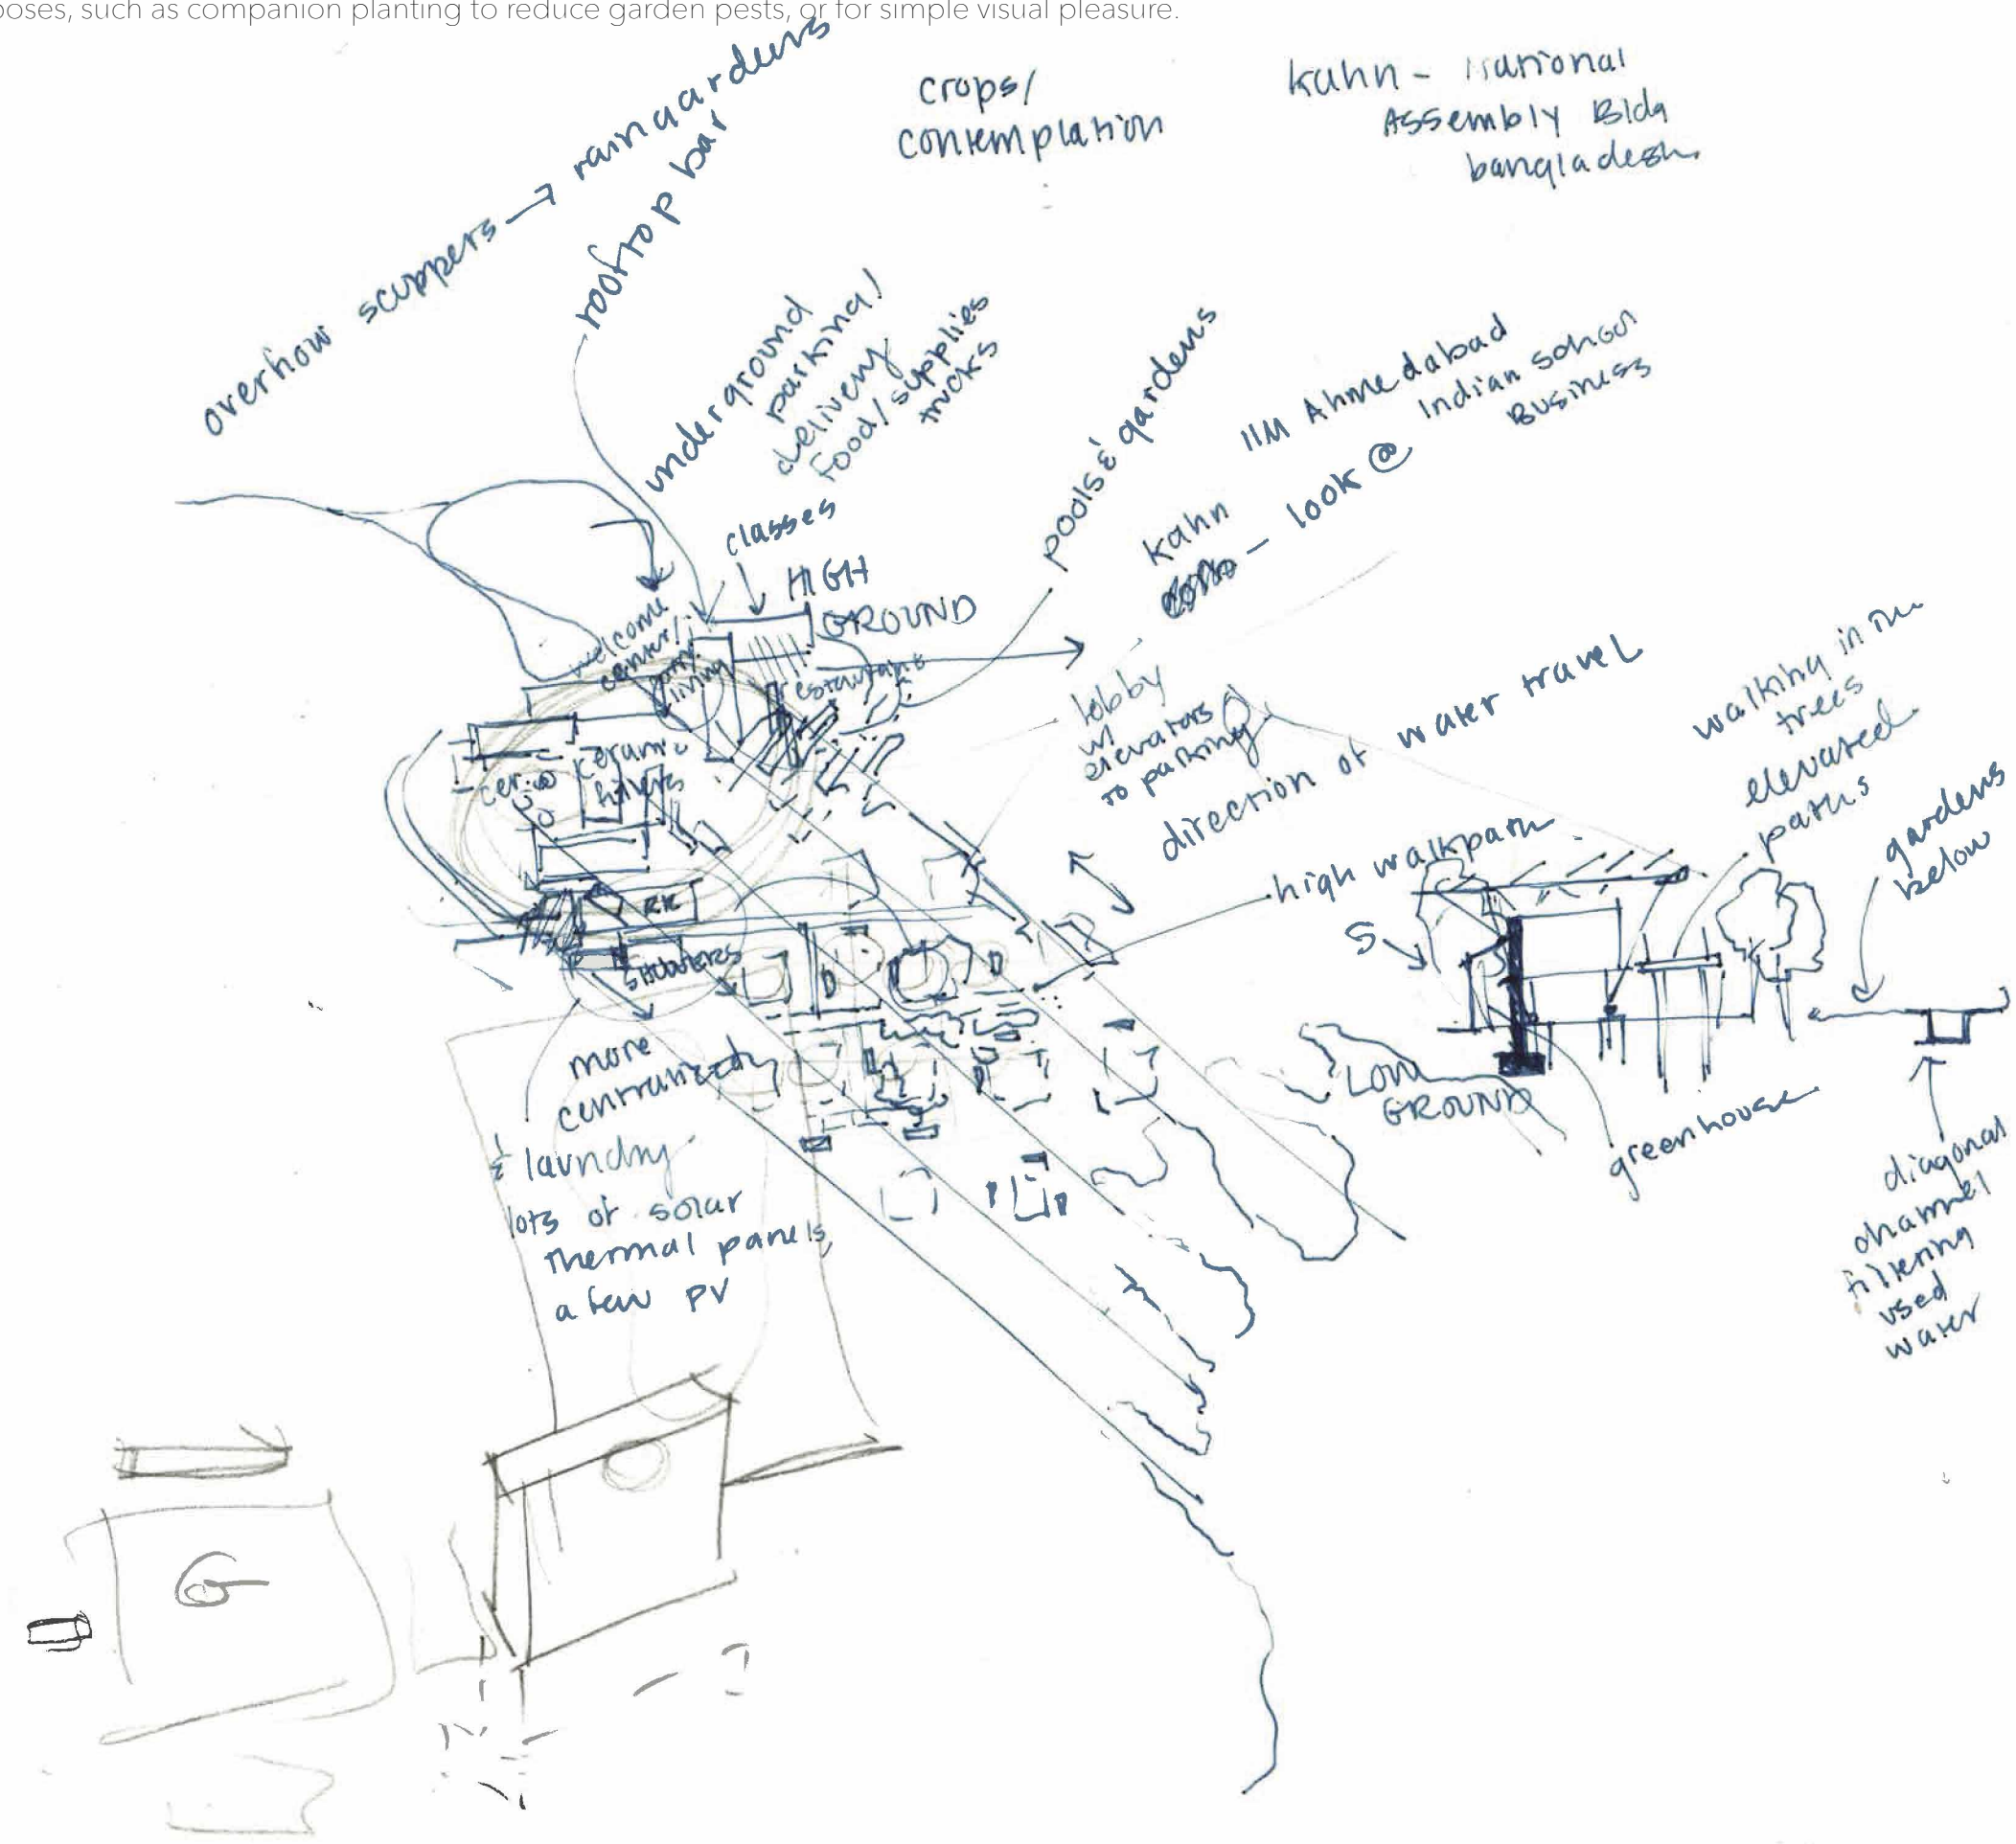 oses, such as companion planting to reduce garden pests, or for simple visual pleasure.
overflow scuppers → raingardens
rooftop bar
crops/
contemplation
kahn - National
Assembly Bldg
bangladesh
underground
parking/
delivery
food/supplies
trucks
classes
HIGH
GROUND
pools & gardens
kahn
- look @
IIM Ahmedabad
Indian School
Business
welcome
center/
living
restaurant
lobby
w/
elevators
to parking
direction of water travel
ceramic
filters
RR
SHOWERS
D
D
high walkpath
walking in the
trees
elevated
paths
gardens
below
S
LOW
GROUND
greenhouse
diagonal
channel
filtering
used
water
more
centralized
& laundry
lots of solar
thermal panels,
a few PV
G